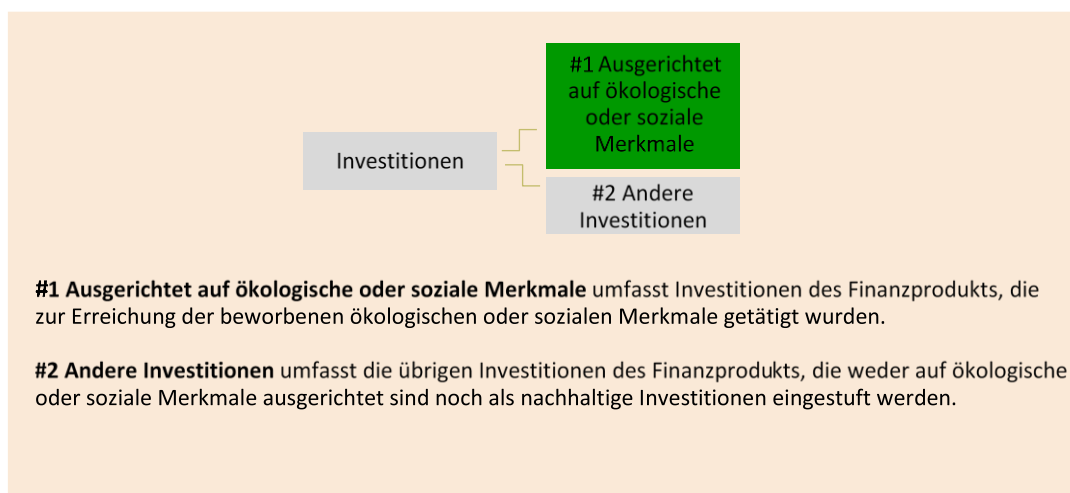 #1 Ausgerichtet
auf ökologische
oder soziale
Merkmale
Investitionen
#2 Andere
Investitionen
#1 Ausgerichtet auf ökologische oder soziale Merkmale umfasst Investitionen des Finanzprodukts, die
zur Erreichung der beworbenen ökologischen oder sozialen Merkmale getätigt wurden.
#2 Andere Investitionen umfasst die übrigen Investitionen des Finanzprodukts, die weder auf ökologische
oder soziale Merkmale ausgerichtet sind noch als nachhaltige Investitionen eingestuft werden.